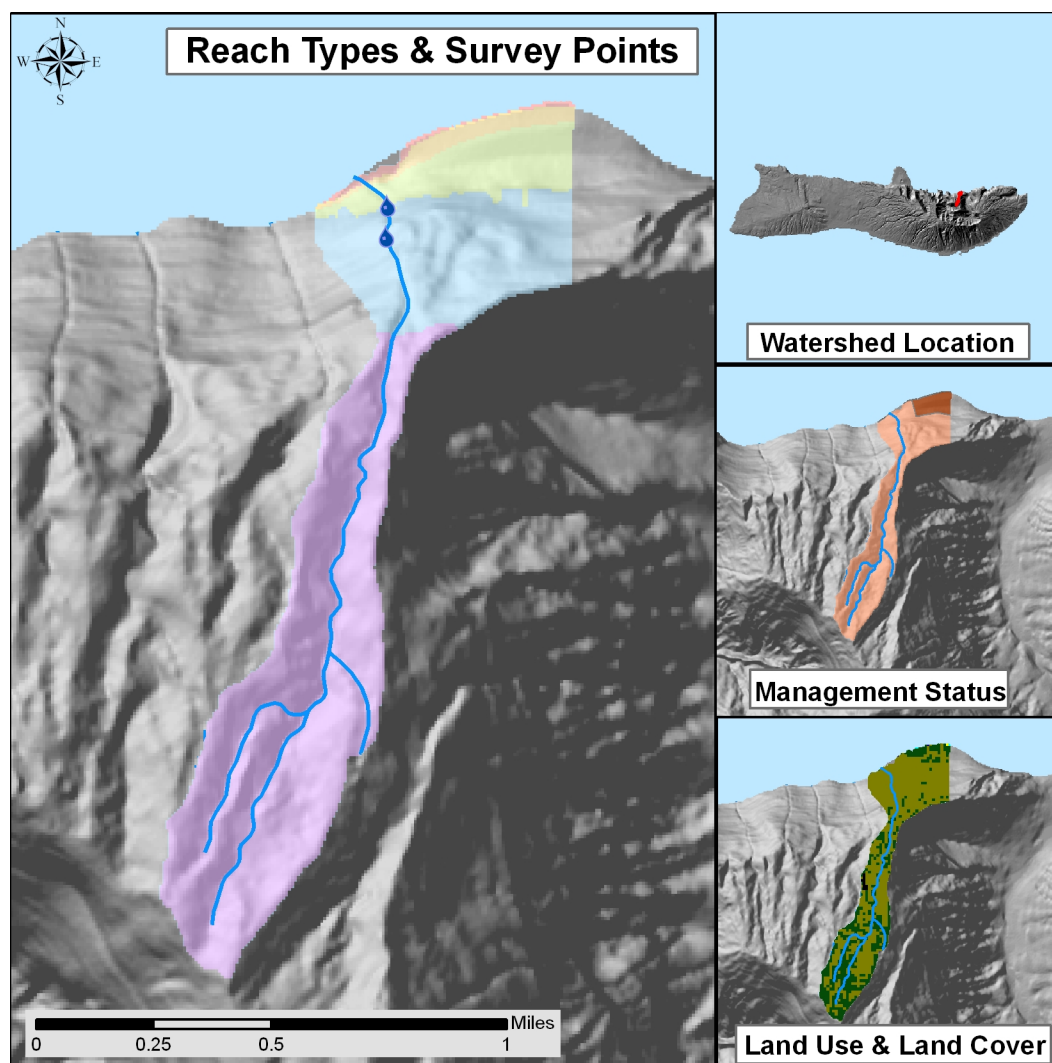 N
W E
S
Reach Types & Survey Points
Watershed Location
Management Status
Land Use & Land Cover
Miles
0 0.25 0.5 1